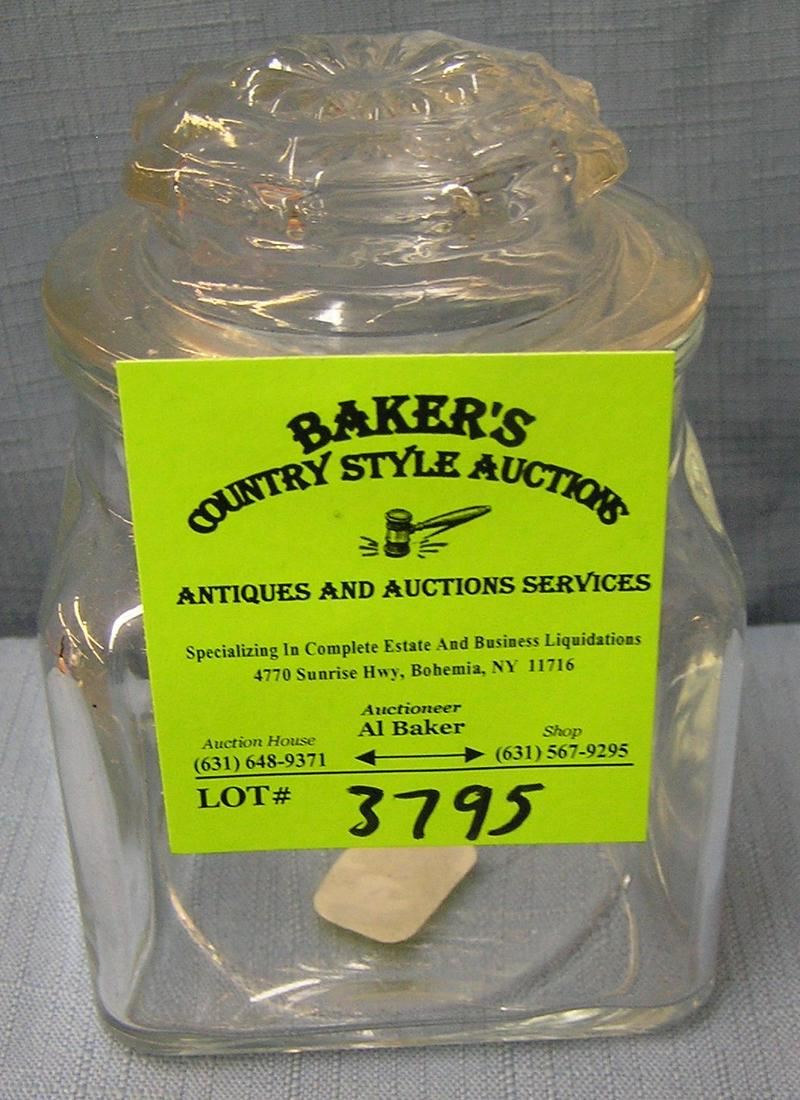 BAKER'S
COUNTRY STYLE AUCTIONS
ANTIQUES AND AUCTIONS SERVICES
Specializing In Complete Estate And Business Liquidations
4770 Sunrise Hwy, Bohemia, NY 11716
Auctioneer
Al Baker
Auction House Shop
(631) 648-9371 (631) 567-9295
LOT# 3795